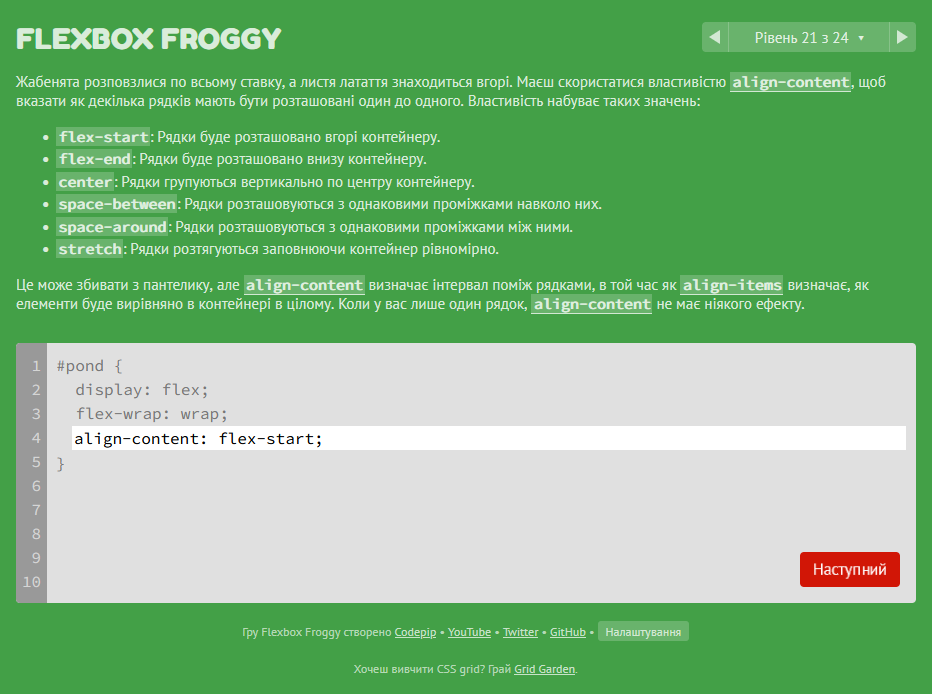 FLEXBOX FROGGY
◀ Рівень 21 з 24 ▾ ▶
Жабенята розповзлися по всьому ставку, а листя латаття знаходиться вгорі. Маєш скористатися властивістю align-content, щоб
вказати як декілька рядків мають бути розташовані один до одного. Властивість набуває таких значень:
• flex-start: Рядки буде розташовано вгорі контейнеру.
• flex-end: Рядки буде розташовано внизу контейнеру.
• center: Рядки групуються вертикально по центру контейнеру.
• space-between: Рядки розташовуються з однаковими проміжками навколо них.
• space-around: Рядки розташовуються з однаковими проміжками між ними.
• stretch: Рядки розтягуються заповнюючи контейнер рівномірно.
Це може збивати з пантелику, але align-content визначає інтервал поміж рядками, в той час як align-items визначає, як
елементи буде вирівняно в контейнері в цілому. Коли у вас лише один рядок, align-content не має ніякого ефекту.
1 #pond {
2 display: flex;
3 flex-wrap: wrap;
4 align-content: flex-start;
5 }
6
7
8
9
10
Наступний
Гру Flexbox Froggy створено Codepip • YouTube • Twitter • GitHub • Налаштування
Хочеш вивчити CSS grid? Грай Grid Garden.